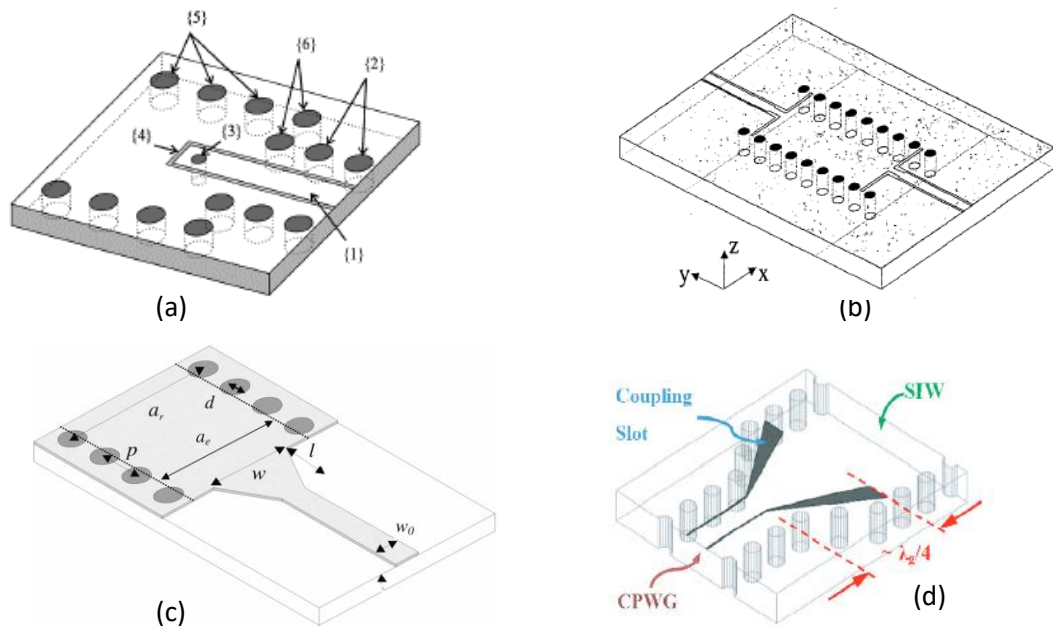 {5}
{6}
{2}
{4}
{3}
{1}
(a)
z
y
x
(b)
d
a_r
a_e
p
w
l
w_0
(c)
Coupling
Slot
SIW
~ λ_g/4
CPWG
(d)